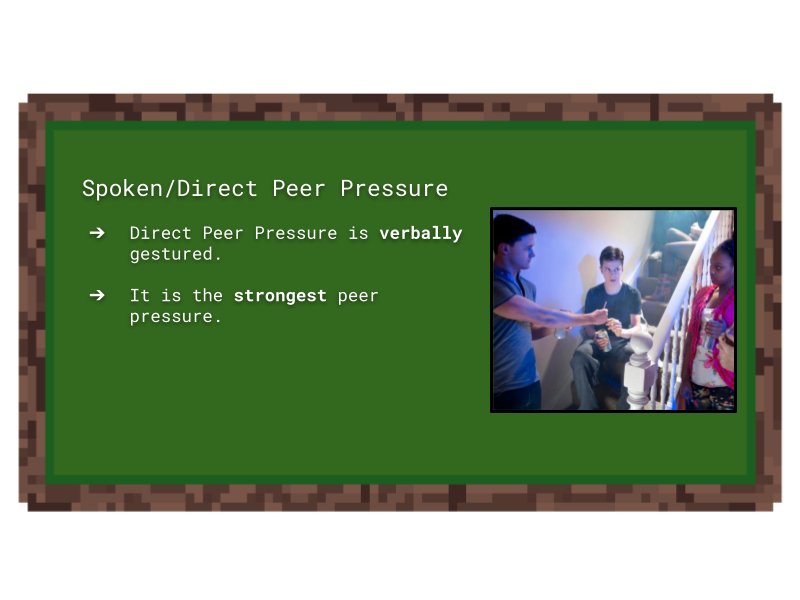 Spoken/Direct Peer Pressure
➔ Direct Peer Pressure is verbally
gestured.
➔ It is the strongest peer
pressure.